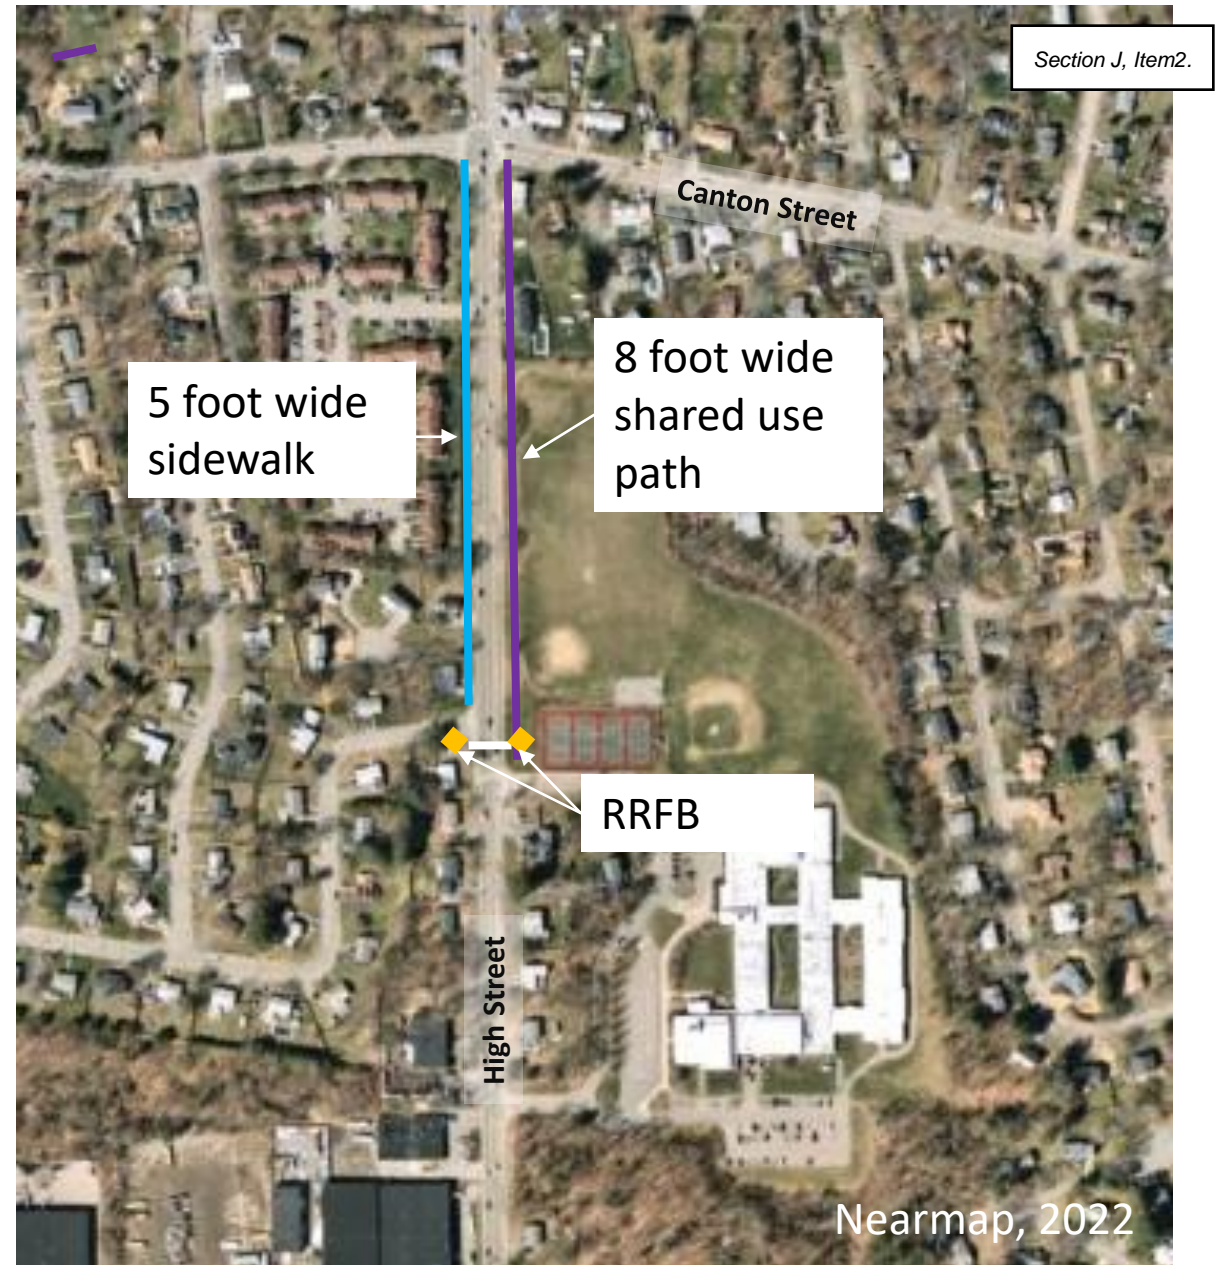 Section J, Item2.
Canton Street
8 foot wide
shared use
path
5 foot wide
sidewalk
RRFB
High Street
Nearmap, 2022